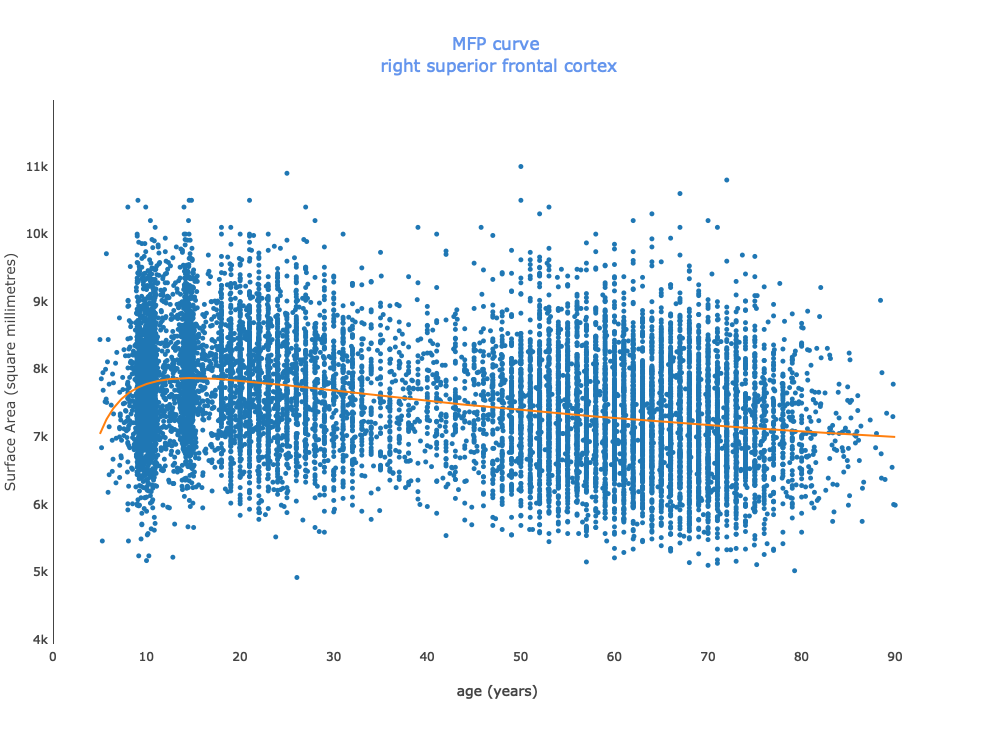 MFP curve
right superior frontal cortex
Surface Area (square millimetres)
11k
10k
9k
8k
7k
6k
5k
4k
0 10 20 30 40 50 60 70 80 90
age (years)